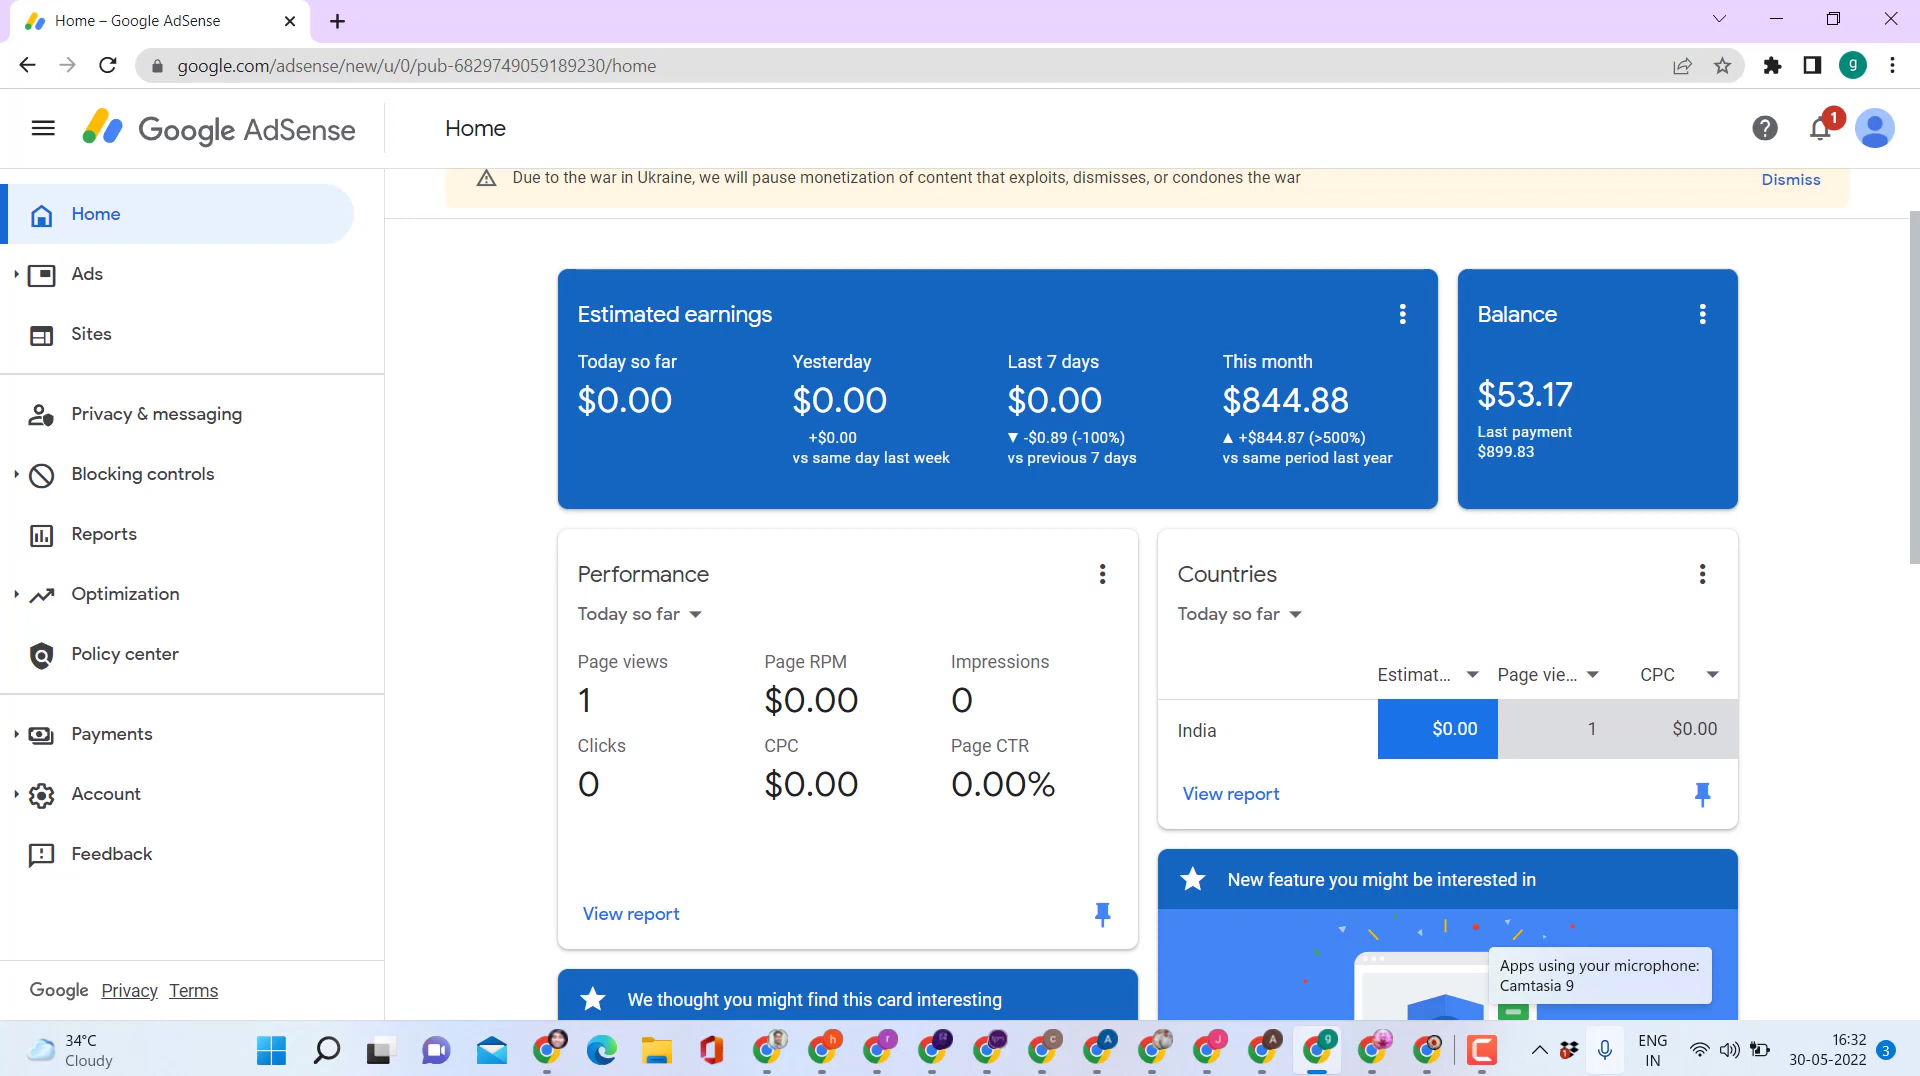 Home – Google AdSense
google.com/adsense/new/u/0/pub-6829749059189230/home
g
Google AdSense
Home
1
Due to the war in Ukraine, we will pause monetization of content that exploits, dismisses, or condones the war
Dismiss
Home
Ads
Sites
Privacy & messaging
Blocking controls
Reports
Optimization
Policy center
Payments
Account
Feedback
Google Privacy Terms
Estimated earnings
Today so far
$0.00
Yesterday
$0.00
+$0.00
vs same day last week
Last 7 days
$0.00
▼ -$0.89 (-100%)
vs previous 7 days
This month
$844.88
▲ +$844.87 (>500%)
vs same period last year
Balance
$53.17
Last payment
$899.83
Performance
Today so far
Page views
1
Page RPM
$0.00
Impressions
0
Clicks
0
CPC
$0.00
Page CTR
0.00%
View report
Countries
Today so far
Estimat... Page vie... CPC
India $0.00 1 $0.00
View report
New feature you might be interested in
Apps using your microphone:
Camtasia 9
We thought you might find this card interesting
34°C
Cloudy
h
r
c
A
J
A
g
ENG
IN
16:32
30-05-2022
3